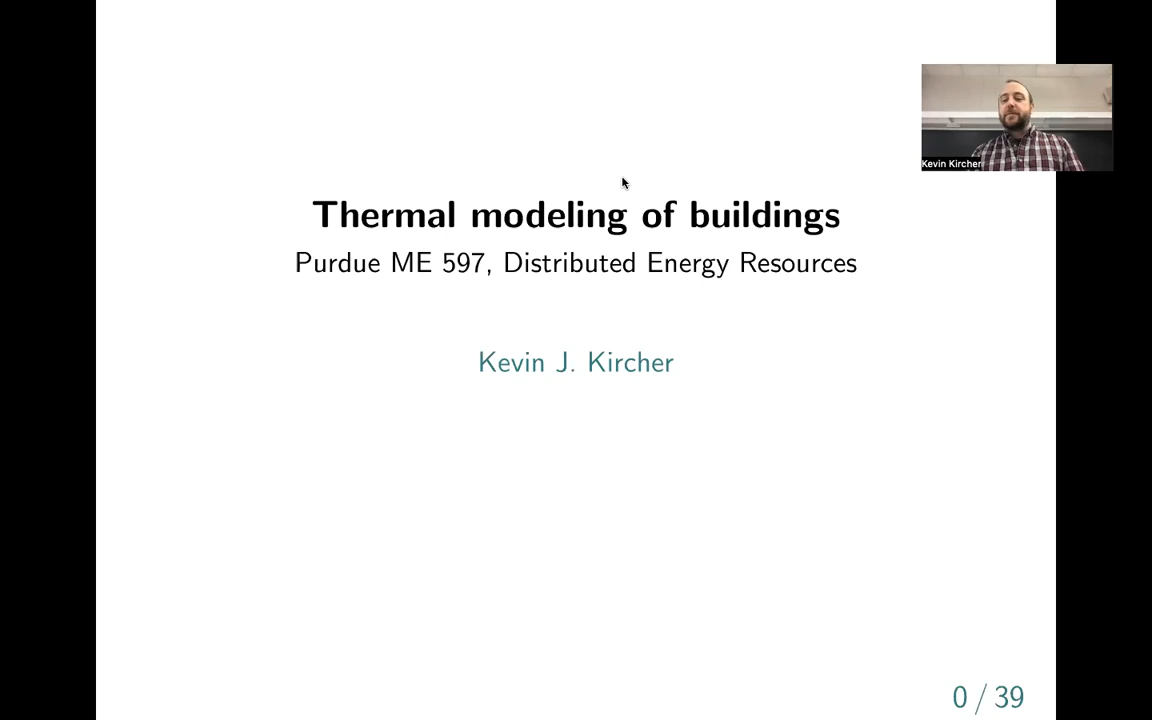 Kevin Kircher
Thermal modeling of buildings
Purdue ME 597, Distributed Energy Resources
Kevin J. Kircher
0 / 39